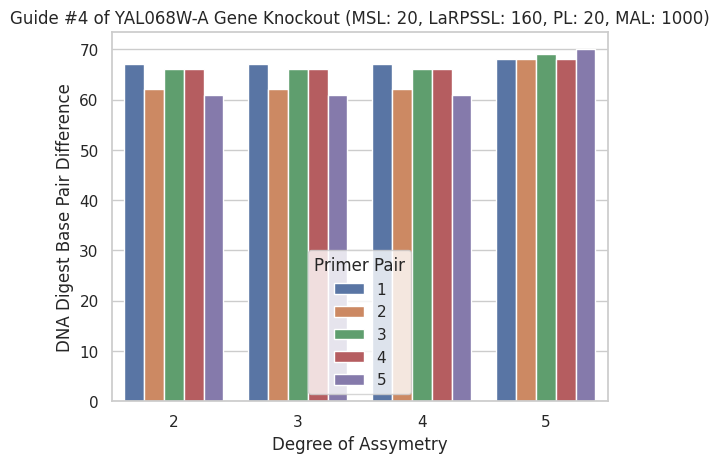 Guide #4 of YAL068W-A Gene Knockout (MSL: 20, LaRPSSL: 160, PL: 20, MAL: 1000)
DNA Digest Base Pair Difference
70
60
50
40
30
20
10
0
Primer Pair
1
2
3
4
5
2 3 4 5
Degree of Assymetry